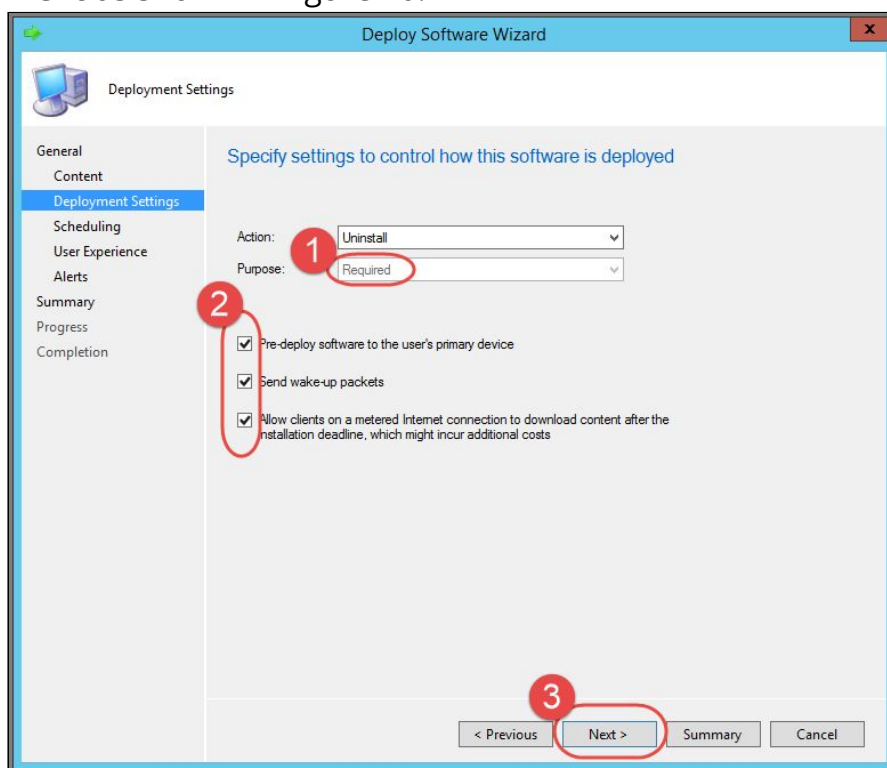 Deploy Software Wizard
x
Deployment Settings
General
Content
Deployment Settings
Scheduling
User Experience
Alerts
Summary
Progress
Completion
Specify settings to control how this software is deployed
Action: Uninstall
1
Purpose: Required
2
Pre-deploy software to the user's primary device
Send wake-up packets
Allow clients on a metered Internet connection to download content after the
installation deadline, which might incur additional costs
3
< Previous Next > Summary Cancel